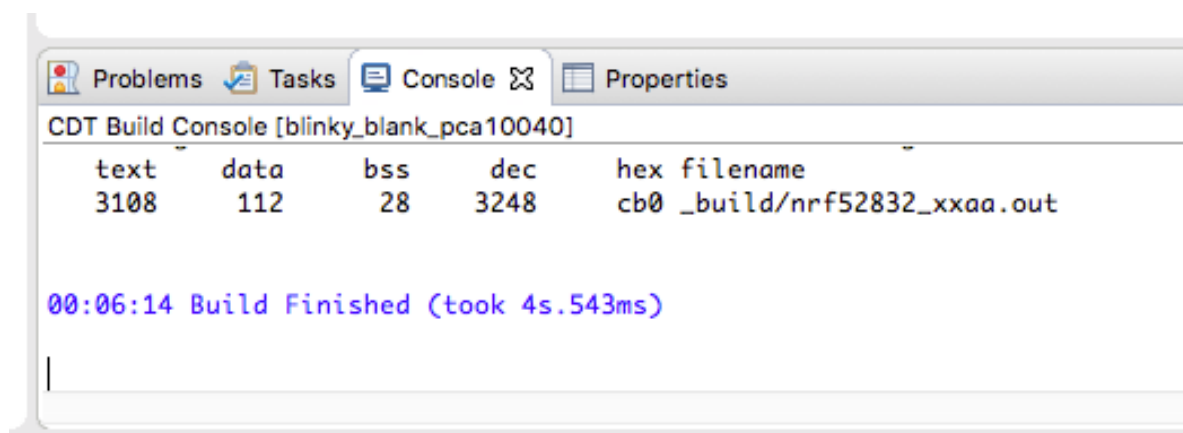 Problems Tasks Console Properties
CDT Build Console [blinky_blank_pca10040]
text data bss dec hex filename
3108 112 28 3248 cb0 _build/nrf52832_xxaa.out
00:06:14 Build Finished (took 4s.543ms)